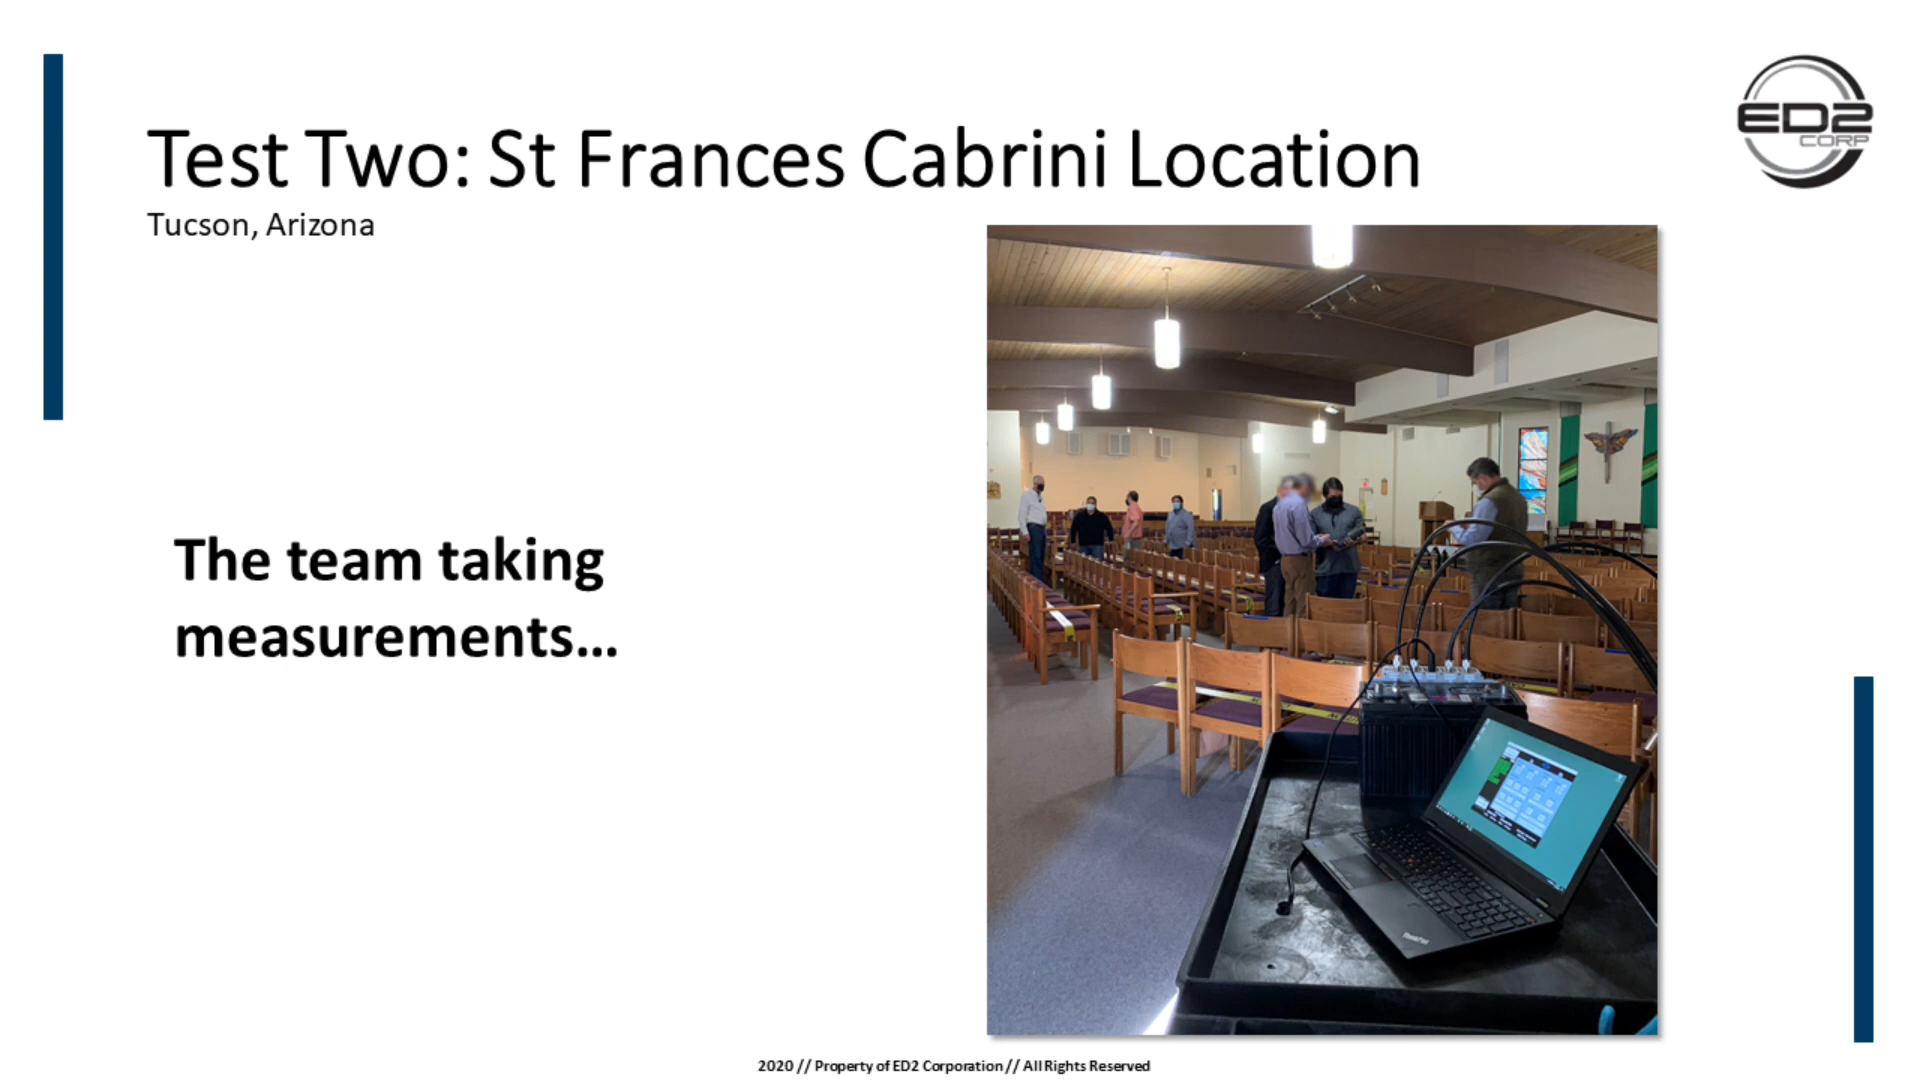 Test Two: St Frances Cabrini Location
Tucson, Arizona
ED2
CORP
The team taking
measurements...
ThinkPad
2020 // Property of ED2 Corporation // All Rights Reserved